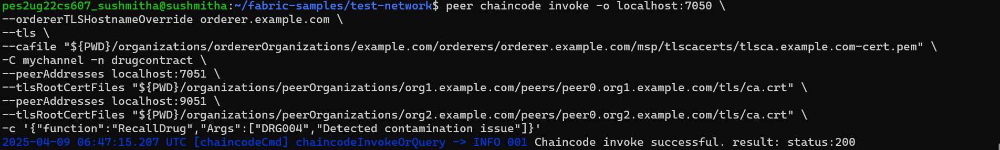 pes2ug22cs607_sushmitha@sushmitha:~/fabric-samples/test-network$ peer chaincode invoke -o localhost:7050 \
--ordererTLSHostnameOverride orderer.example.com \
--tls \
--cafile "${PWD}/organizations/ordererOrganizations/example.com/orderers/orderer.example.com/msp/tlscacerts/tlsca.example.com-cert.pem" \
-C mychannel -n drugcontract \
--peerAddresses localhost:7051 \
--tlsRootCertFiles "${PWD}/organizations/peerOrganizations/org1.example.com/peers/peer0.org1.example.com/tls/ca.crt" \
--peerAddresses localhost:9051 \
--tlsRootCertFiles "${PWD}/organizations/peerOrganizations/org2.example.com/peers/peer0.org2.example.com/tls/ca.crt" \
-c '{"function":"RecallDrug","Args":["DRG004","Detected contamination issue"]}'
2025-04-09 06:47:15.207 UTC [chaincodeCmd] chaincodeInvokeOrQuery -> INFO 001 Chaincode invoke successful. result: status:200